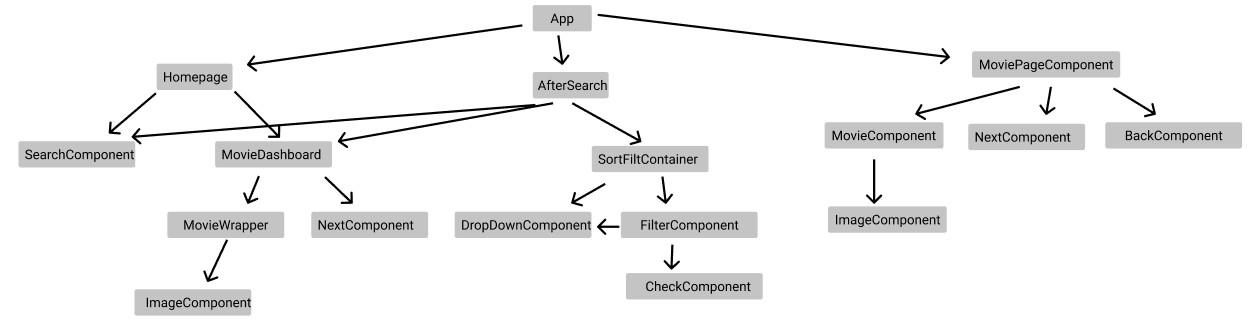 App
Homepage
AfterSearch
MoviePageComponent
SearchComponent
MovieDashboard
SortFiltContainer
MovieComponent
NextComponent
BackComponent
MovieWrapper
NextComponent
DropDownComponent
FilterComponent
ImageComponent
ImageComponent
CheckComponent